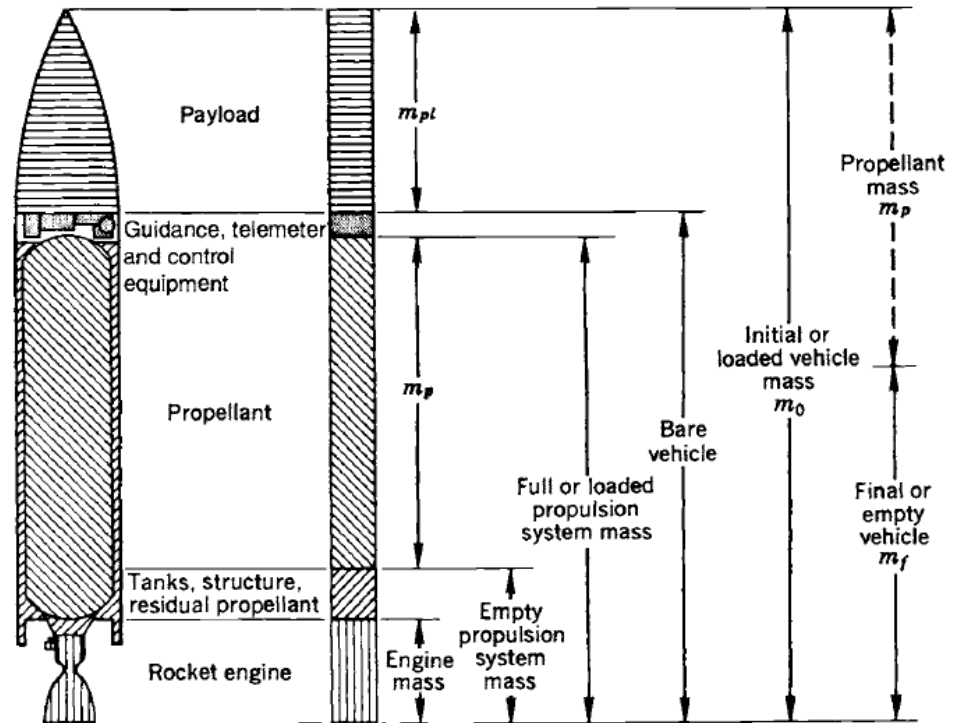 Payload
m_pl
Guidance, telemeter
and control
equipment
Propellant
m_p
Tanks, structure,
residual propellant
Rocket engine
Engine
mass
Empty
propulsion
system
mass
Full or loaded
propulsion
system mass
Bare
vehicle
Initial or
loaded vehicle
mass
m_0
Propellant
mass
m_p
Final or
empty
vehicle
m_f